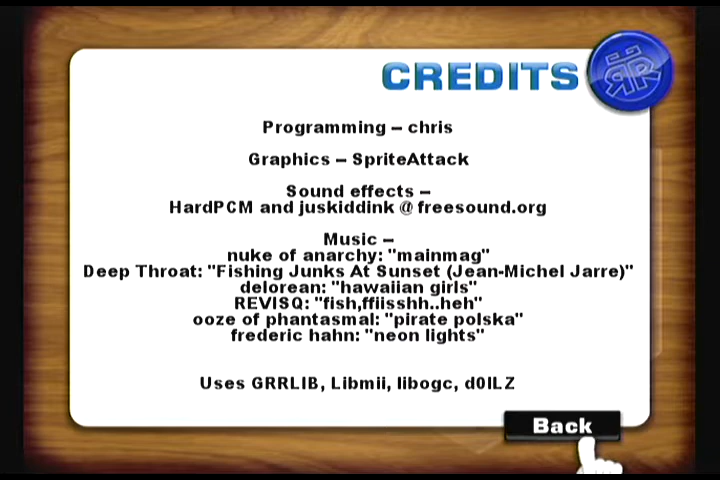 CREDITS
Programming – chris
Graphics – SpriteAttack
Sound effects –
HardPCM and juskiddink @ freesound.org
Music –
nuke of anarchy: "mainmag"
Deep Throat: "Fishing Junks At Sunset (Jean-Michel Jarre)"
delorean: "hawaiian girls"
REVISQ: "fish,ffiisshh..heh"
ooze of phantasmal: "pirate polska"
frederic hahn: "neon lights"
Uses GRRLIB, Libmii, libogc, d0lLZ
Back